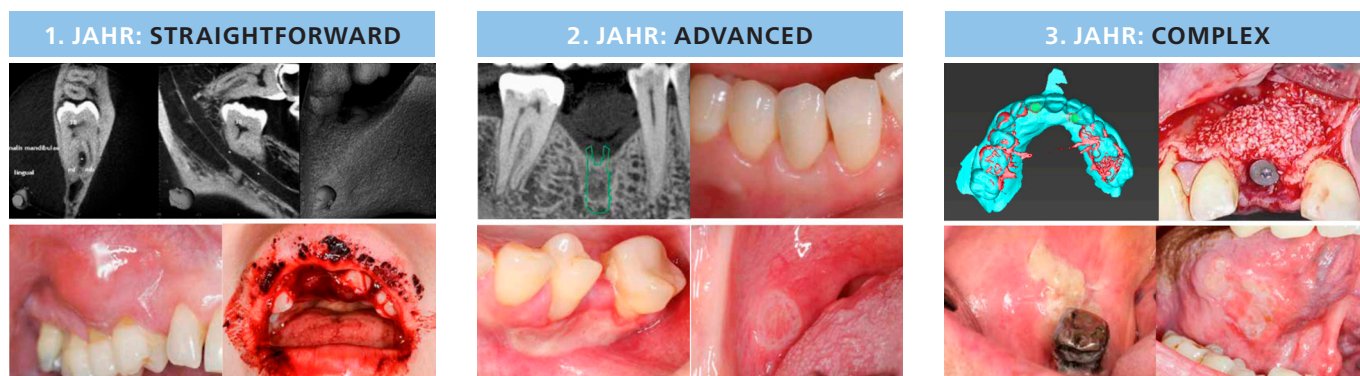 1. JAHR: STRAIGHTFORWARD
2. JAHR: ADVANCED
3. JAHR: COMPLEX
lingual